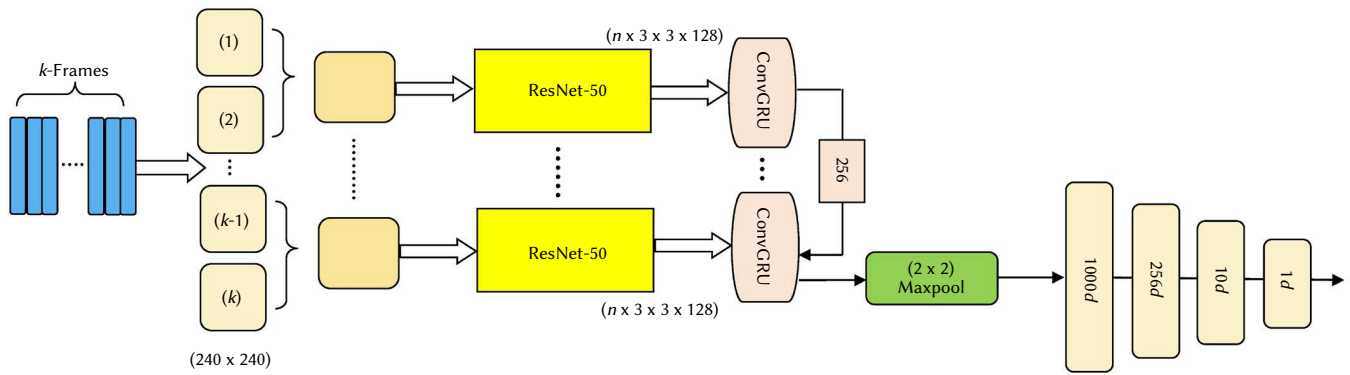 k-Frames
(1)
(2)
(k-1)
(k)
(240 x 240)
ResNet-50
(n x 3 x 3 x 128)
ConvGRU
256
ResNet-50
(n x 3 x 3 x 128)
ConvGRU
(2 x 2)
Maxpool
1000d
256d
10d
1d